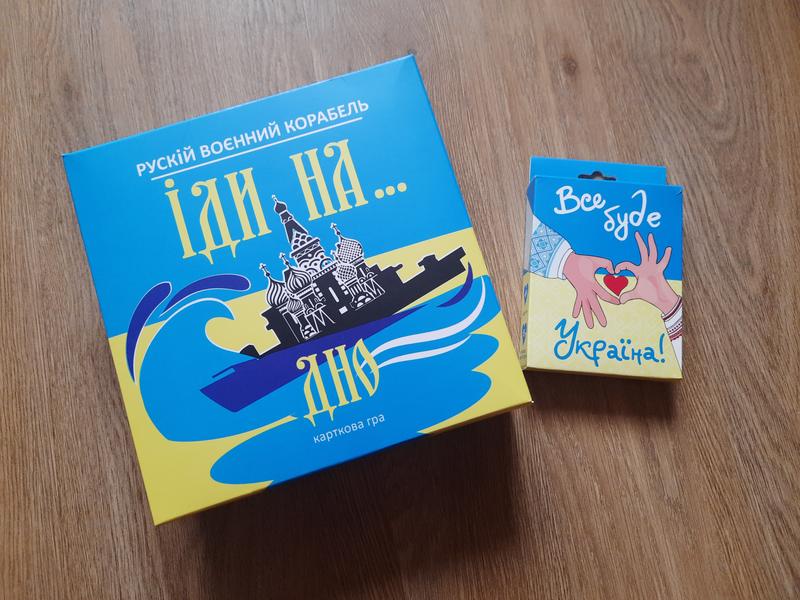 РУСКІЙ ВОЄННИЙ КОРАБЕЛЬ
ІДИ НА...
ДНО
карткова гра
Все
буде
Україна!